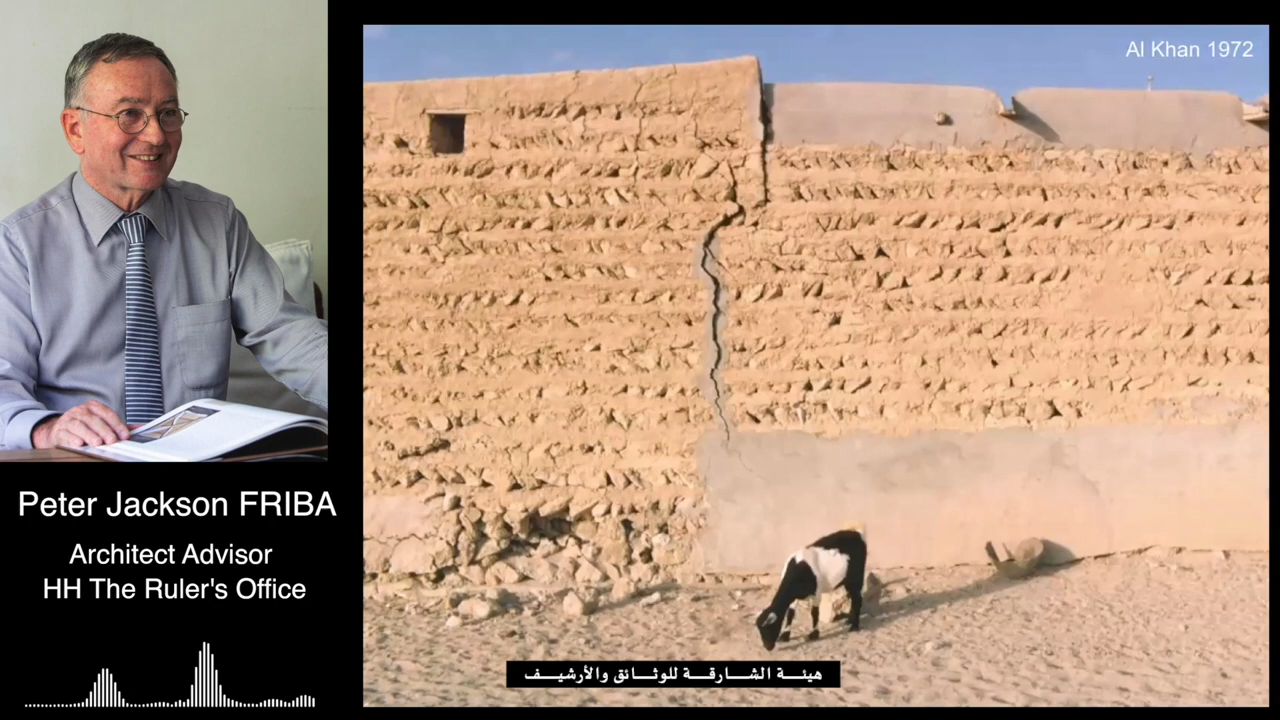 Al Khan 1972
Peter Jackson FRIBA
Architect Advisor
HH The Ruler's Office
هيئة الشارقة للوثائق والأرشيف